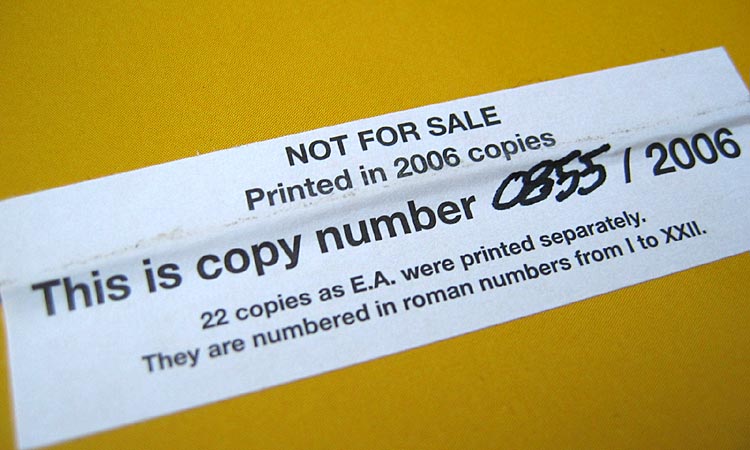 NOT FOR SALE
Printed in 2006 copies
This is copy number 0855 / 2006
22 copies as E.A. were printed separately.
They are numbered in roman numbers from I to XXII.